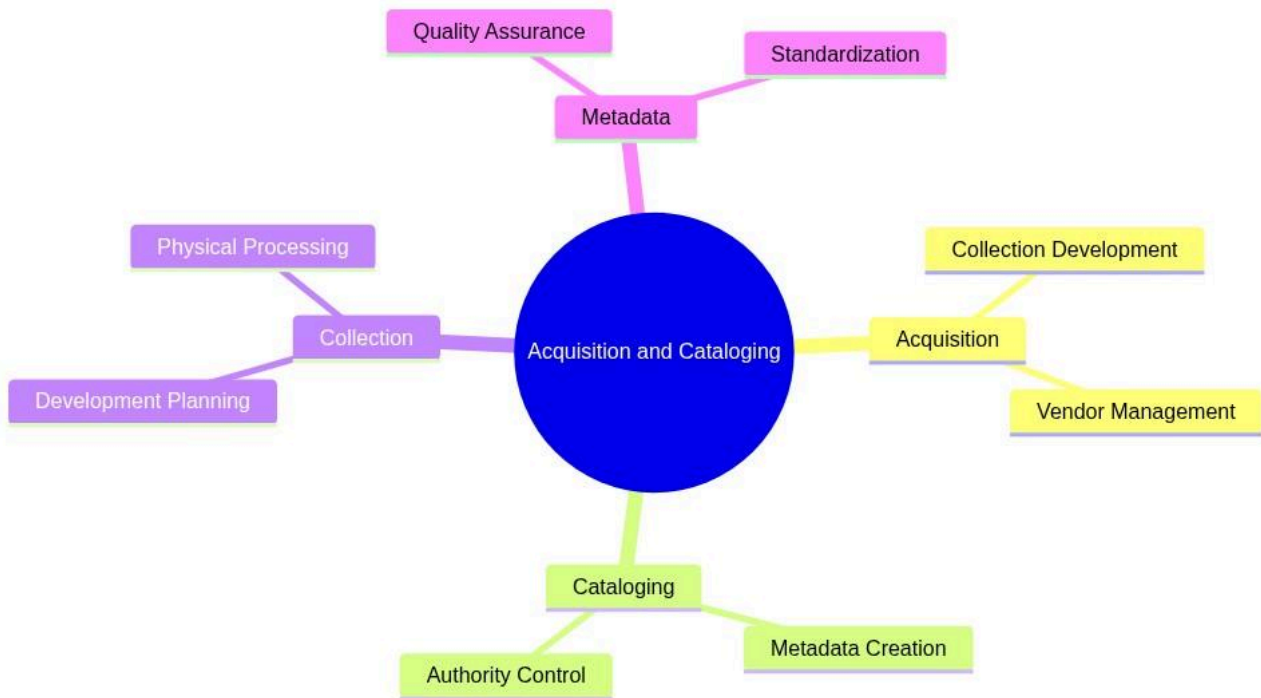 Quality Assurance
Standardization
Metadata
Physical Processing
Collection Development
Collection
Acquisition and Cataloging
Acquisition
Development Planning
Vendor Management
Cataloging
Metadata Creation
Authority Control